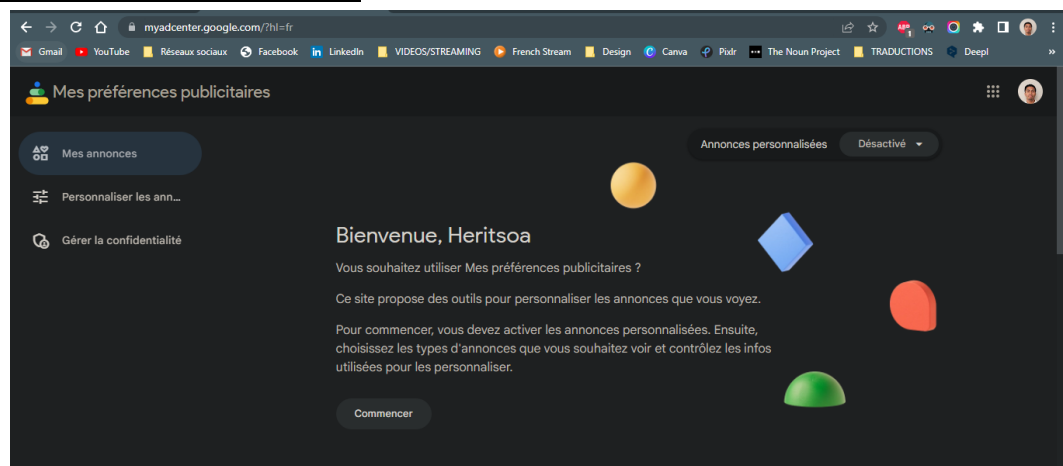 myadcenter.google.com/?hl=fr
Gmail YouTube Réseaux sociaux Facebook LinkedIn VIDEOS/STREAMING French Stream Design Canva Pixlr The Noun Project TRADUCTIONS Deepl »
Mes préférences publicitaires
Mes annonces
Personnaliser les ann...
Gérer la confidentialité
Annonces personnalisées Désactivé
Bienvenue, Heritsoa
Vous souhaitez utiliser Mes préférences publicitaires ?
Ce site propose des outils pour personnaliser les annonces que vous voyez.
Pour commencer, vous devez activer les annonces personnalisées. Ensuite,
choisissez les types d'annonces que vous souhaitez voir et contrôlez les infos
utilisées pour les personnaliser.
Commencer